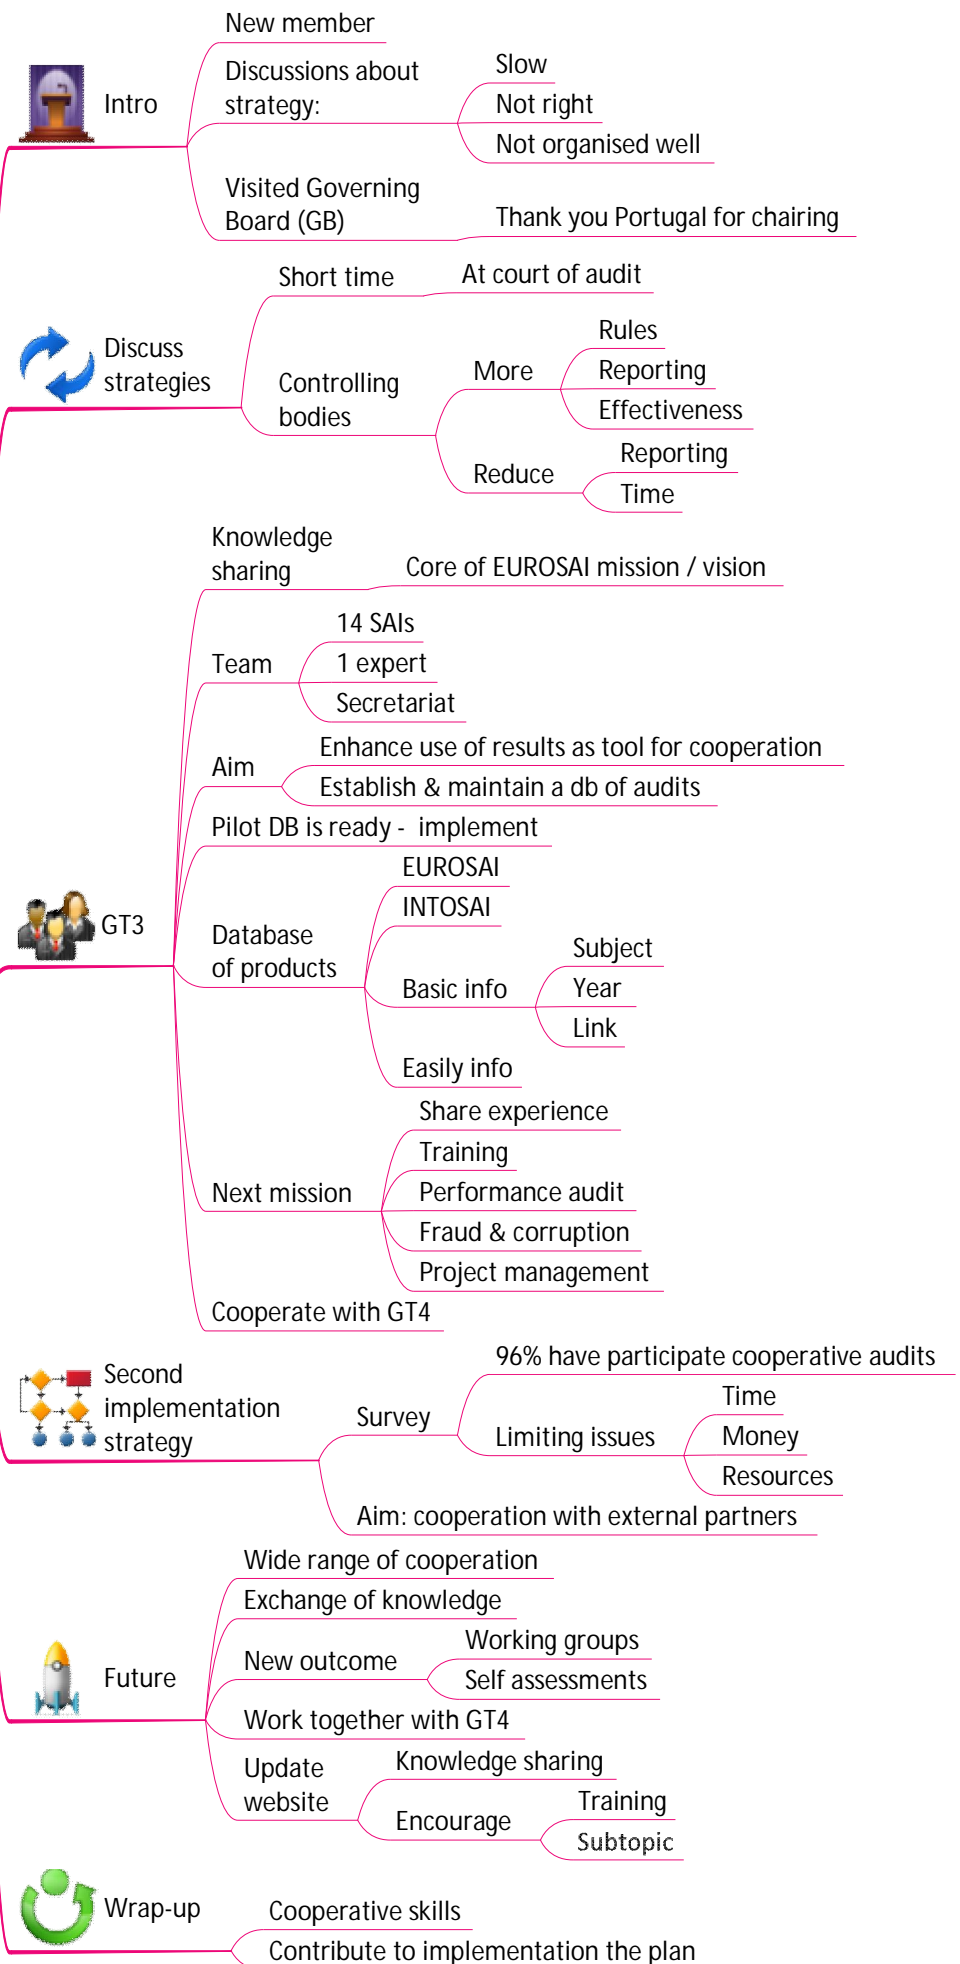 New member
Discussions about
strategy:
Slow
Not right
Not organised well
Intro
Visited Governing
Board (GB)
Thank you Portugal for chairing
Short time
At court of audit
Discuss
strategies
Controlling
bodies
More
Rules
Reporting
Effectiveness
Reduce
Reporting
Time
Knowledge
sharing
Core of EUROSAI mission / vision
Team
14 SAIs
1 expert
Secretariat
Aim
Enhance use of results as tool for cooperation
Establish & maintain a db of audits
Pilot DB is ready - implement
GT3
Database
of products
EUROSAI
INTOSAI
Basic info
Subject
Year
Link
Easily info
Next mission
Share experience
Training
Performance audit
Fraud & corruption
Project management
Cooperate with GT4
Second
implementation
strategy
Survey
96% have participate cooperative audits
Limiting issues
Time
Money
Resources
Aim: cooperation with external partners
Future
Wide range of cooperation
Exchange of knowledge
New outcome
Working groups
Self assessments
Work together with GT4
Update
website
Knowledge sharing
Encourage
Training
Subtopic
Wrap-up
Cooperative skills
Contribute to implementation the plan